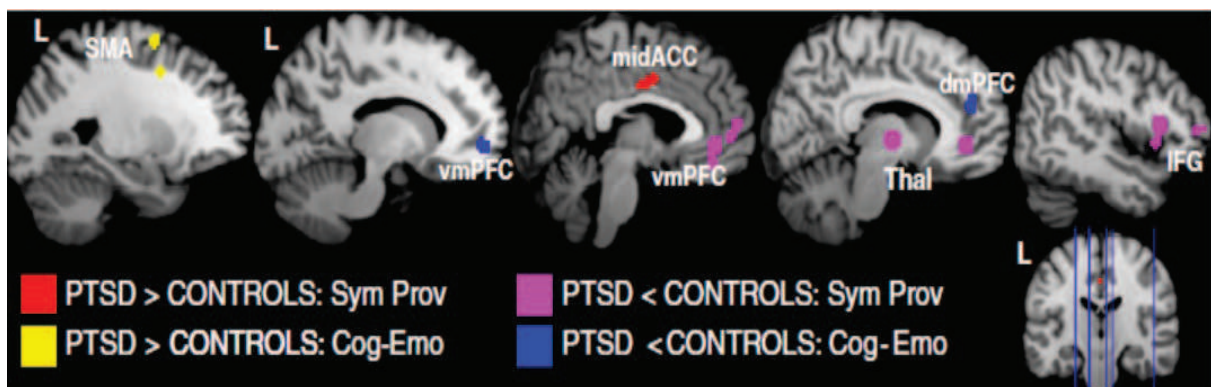 L
SMA
L
vmPFC
midACC
vmPFC
dmPFC
Thal
IFG
L
PTSD > CONTROLS: Sym Prov
PTSD < CONTROLS: Sym Prov
PTSD > CONTROLS: Cog-Emo
PTSD < CONTROLS: Cog-Emo